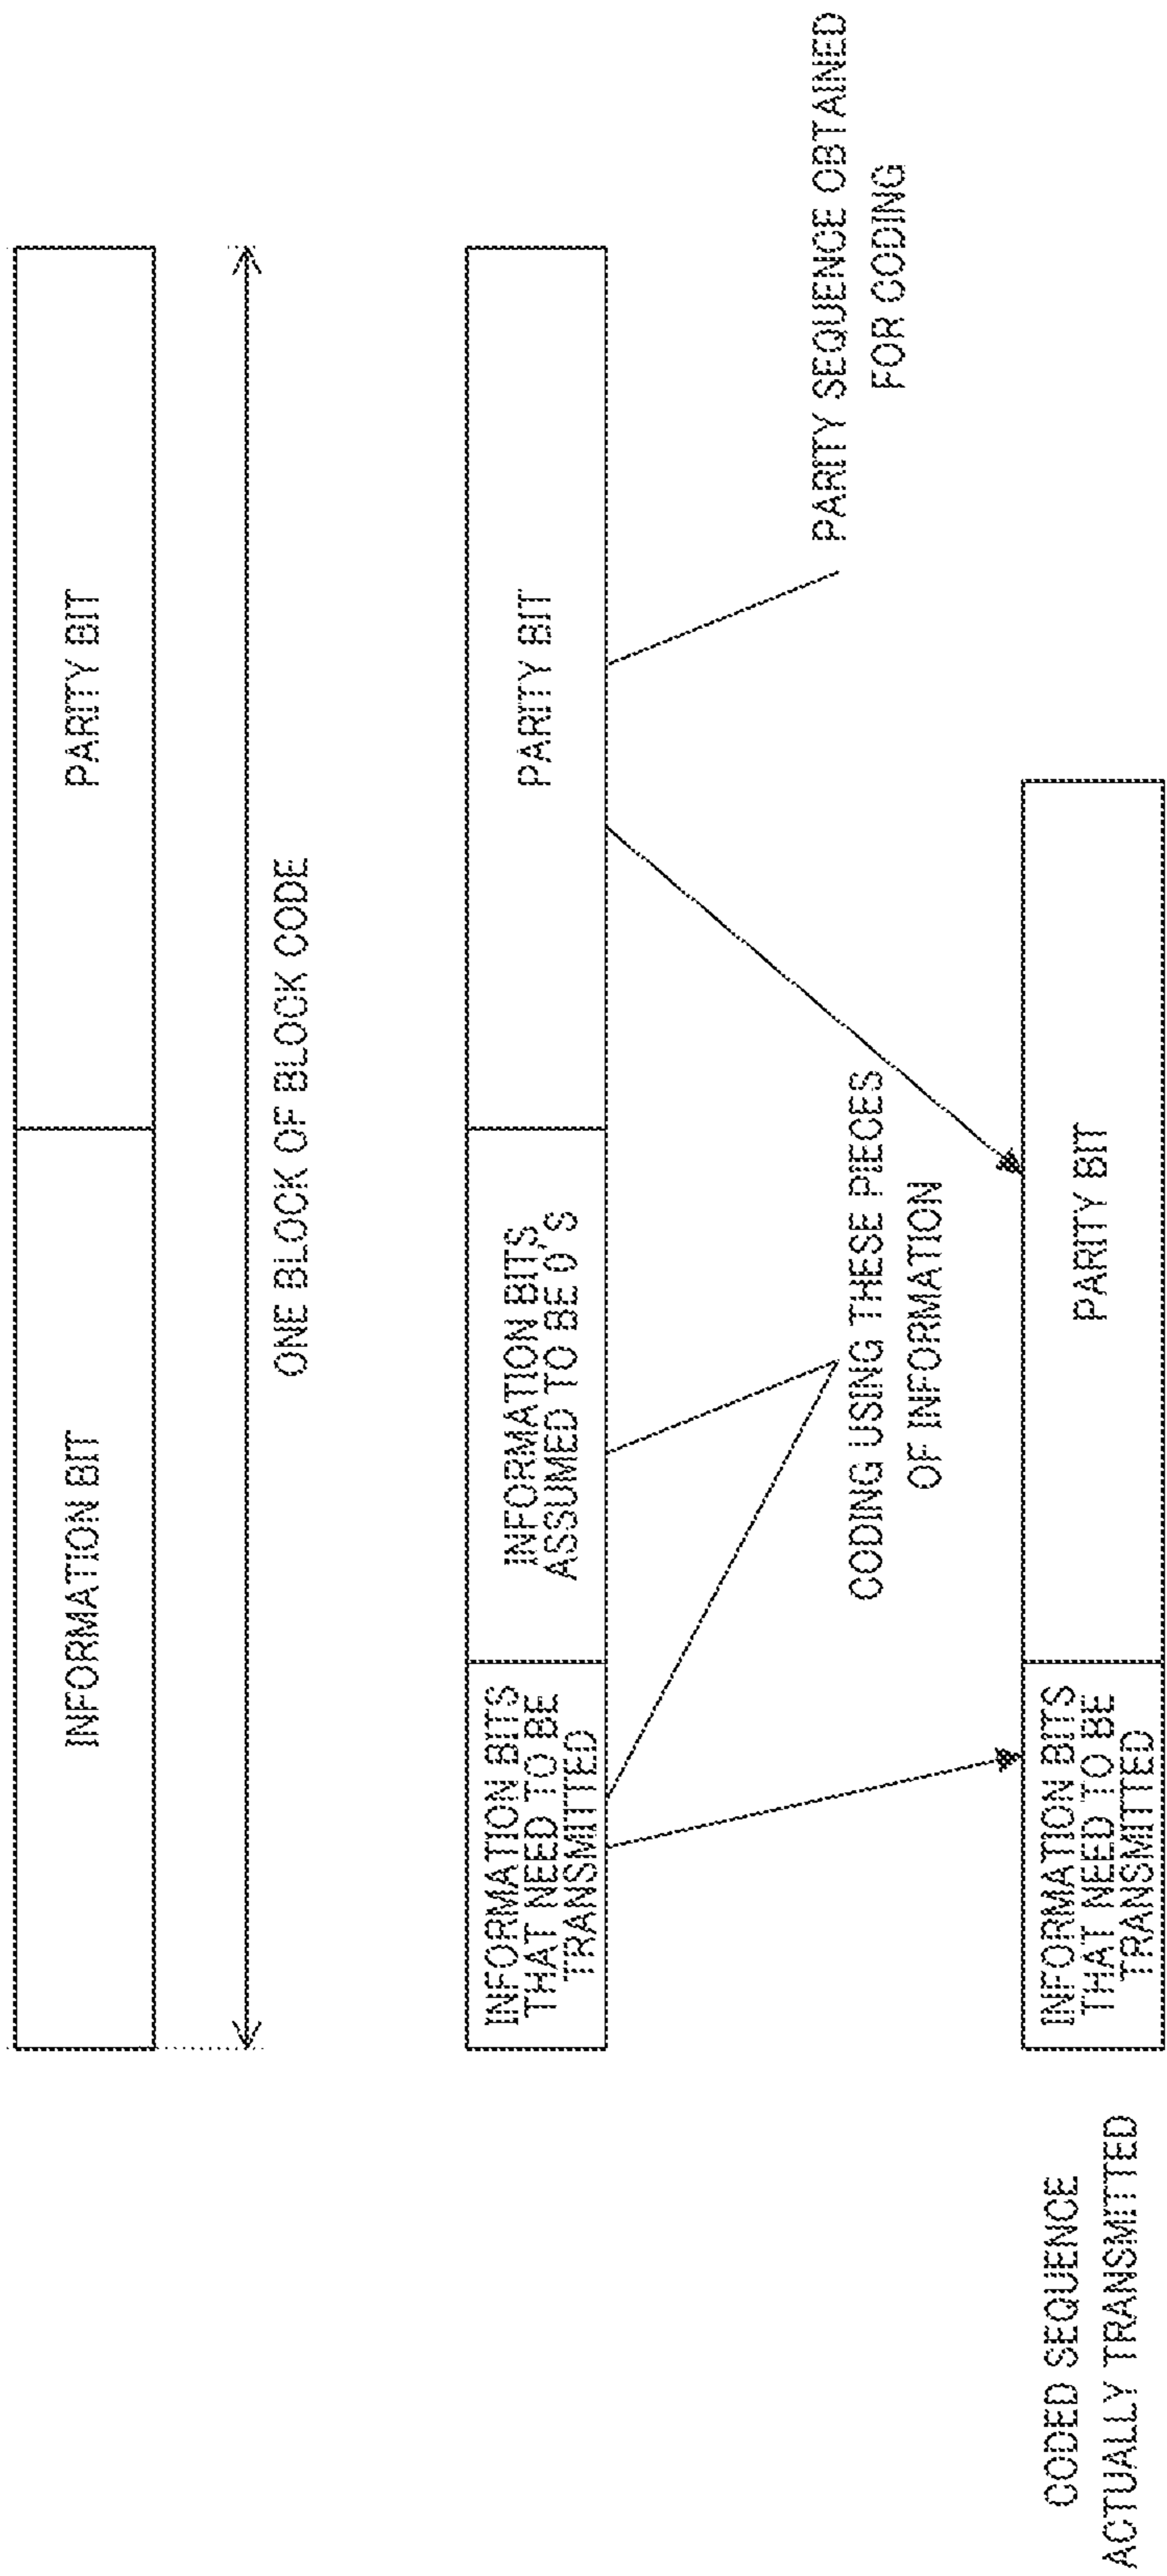 INFORMATION BIT
PARITY BIT
ONE BLOCK OF BLOCK CODE
INFORMATION BITS
THAT NEED TO BE
TRANSMITTED
INFORMATION BITS
ASSUMED TO BE 0'S
PARITY BIT
CODING USING THESE PIECES
OF INFORMATION
PARITY SEQUENCE OBTAINED
FOR CODING
CODED SEQUENCE
ACTUALLY TRANSMITTED
INFORMATION BITS
THAT NEED TO BE
TRANSMITTED
PARITY BIT